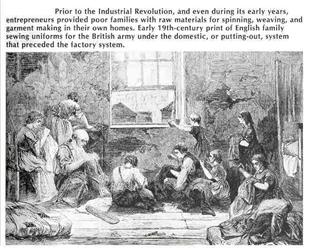 Prior to the Industrial Revolution, and even during its early years,
entrepreneurs provided poor families with raw materials for spinning, weaving, and
garment making in their own homes. Early 19th-century print of English family
sewing uniforms for the British army under the domestic, or putting-out, system
that preceded the factory system.